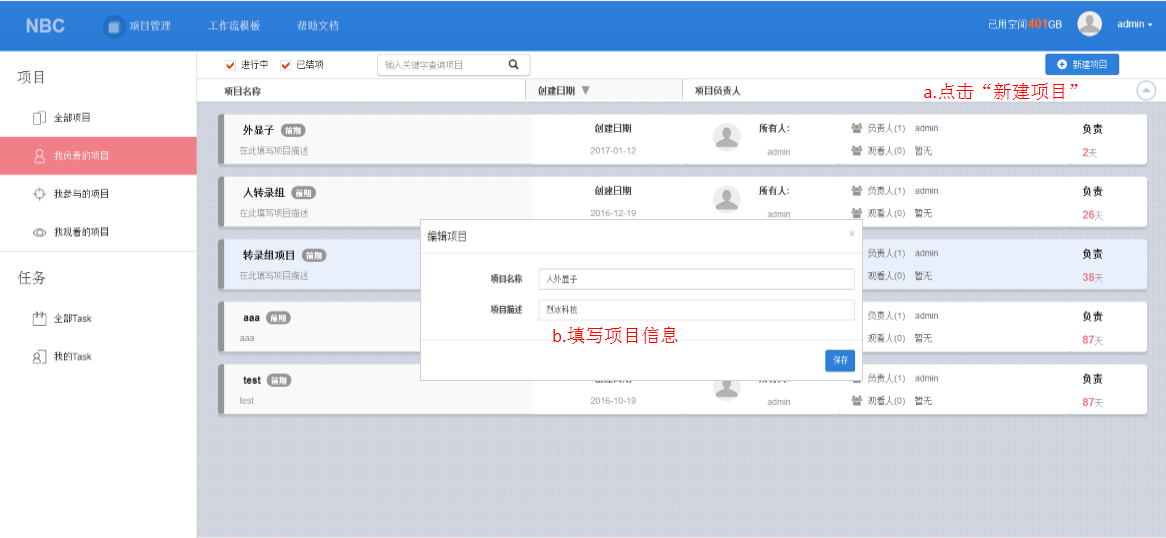 NBC 项目管理 工作流模板 帮助文档 已用空间401GB admin
项目
全部项目
我负责的项目
我参与的项目
我观看的项目
任务
全部Task
我的Task
进行中 已结项 输入关键字查询项目 新建项目
项目名称 创建日期 项目负责人
a.点击“新建项目”
外显子 前期 创建日期 所有人: 负责人(1) admin 负责
在此填写项目描述 2017-01-12 admin 观看人(0) 暂无 2天
人转录组 前期 创建日期 所有人: 负责人(1) admin 负责
在此填写项目描述 2016-12-19 admin 观看人(0) 暂无 26天
转录组项目 前期 负责人(1) admin 负责
在此填写项目描述 观看人(0) 暂无 38天
aaa 前期 负责人(1) admin 负责
aaa 观看人(0) 暂无 87天
test 前期 负责人(1) admin 负责
test 2016-10-19 admin 观看人(0) 暂无 87天
编辑项目 ×
项目名称 人外显子
项目描述 烈冰科技
b.填写项目信息
保存